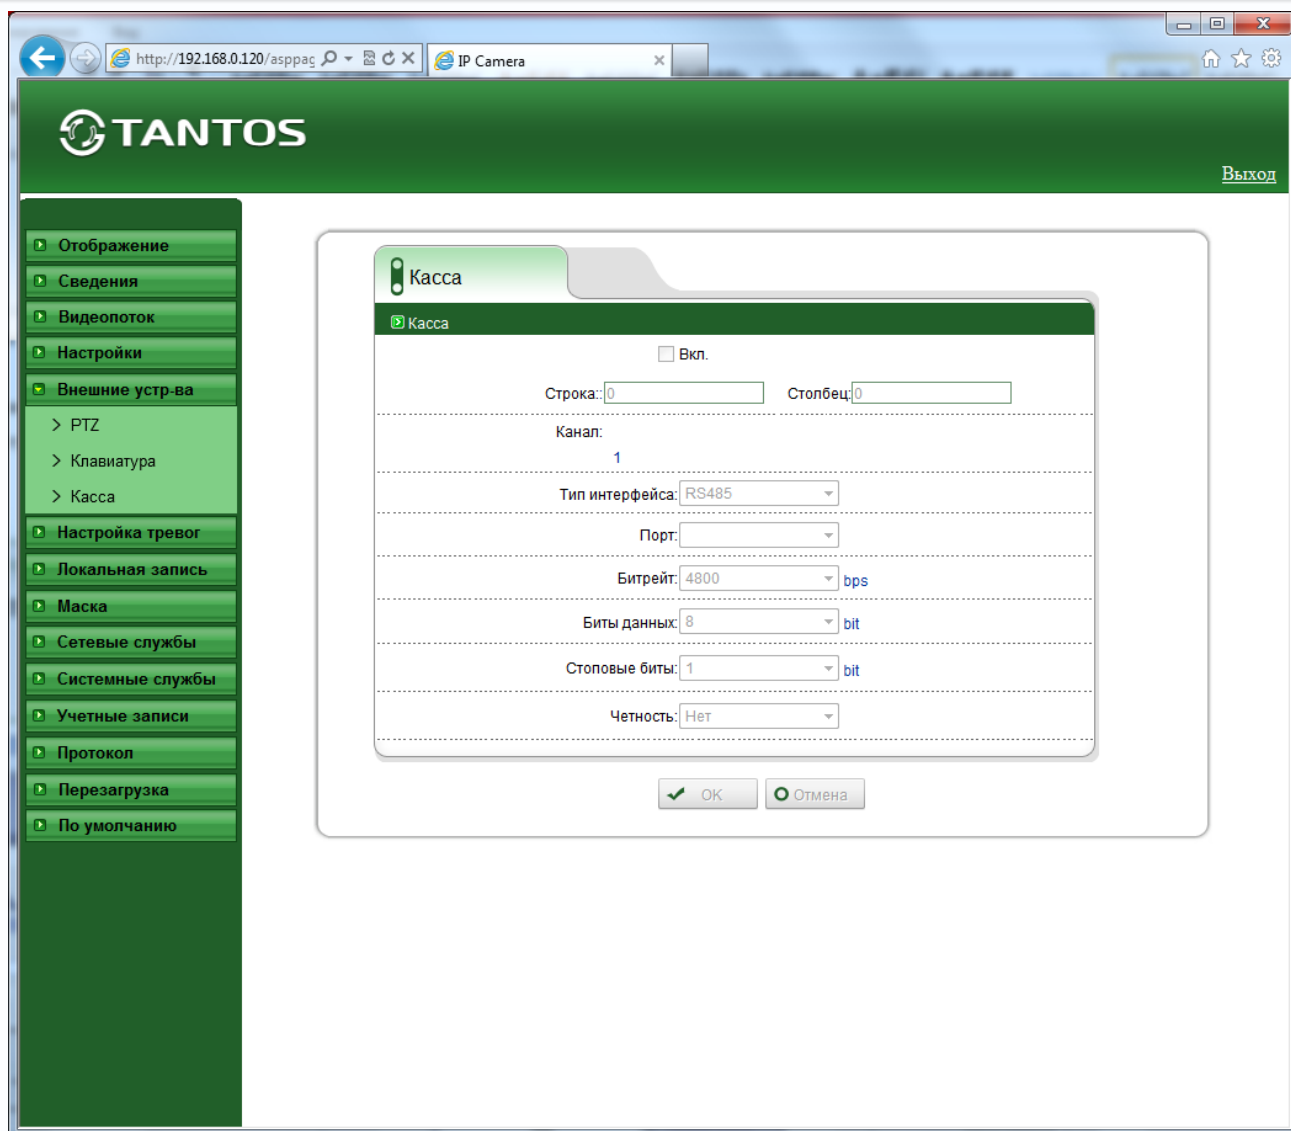 http://192.168.0.120/asppag
IP Camera
TANTOS
Выход
Отображение
Сведения
Видеопоток
Настройки
Внешние устр-ва
PTZ
Клавиатура
Касса
Настройка тревог
Локальная запись
Маска
Сетевые службы
Системные службы
Учетные записи
Протокол
Перезагрузка
По умолчанию
Касса
Касса
Вкл.
Строка:: 0 Столбец: 0
Канал:
1
Тип интерфейса: RS485
Порт:
Битрейт: 4800 bps
Биты данных: 8 bit
Стоповые биты: 1 bit
Четность: Нет
OK Отмена